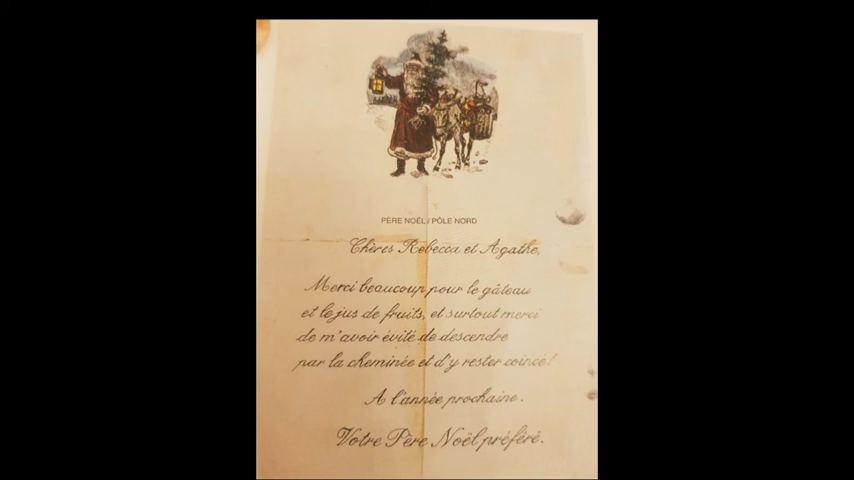 PÈRE NOËL / PÔLE NORD
Chères Rebecca et Agathe,
Merci beaucoup pour le gâteau
et le jus de fruits, et surtout merci
de m'avoir évité de descendre
par la cheminée et d'y rester coincé!
A l'année prochaine.
Votre Père Noël préféré.